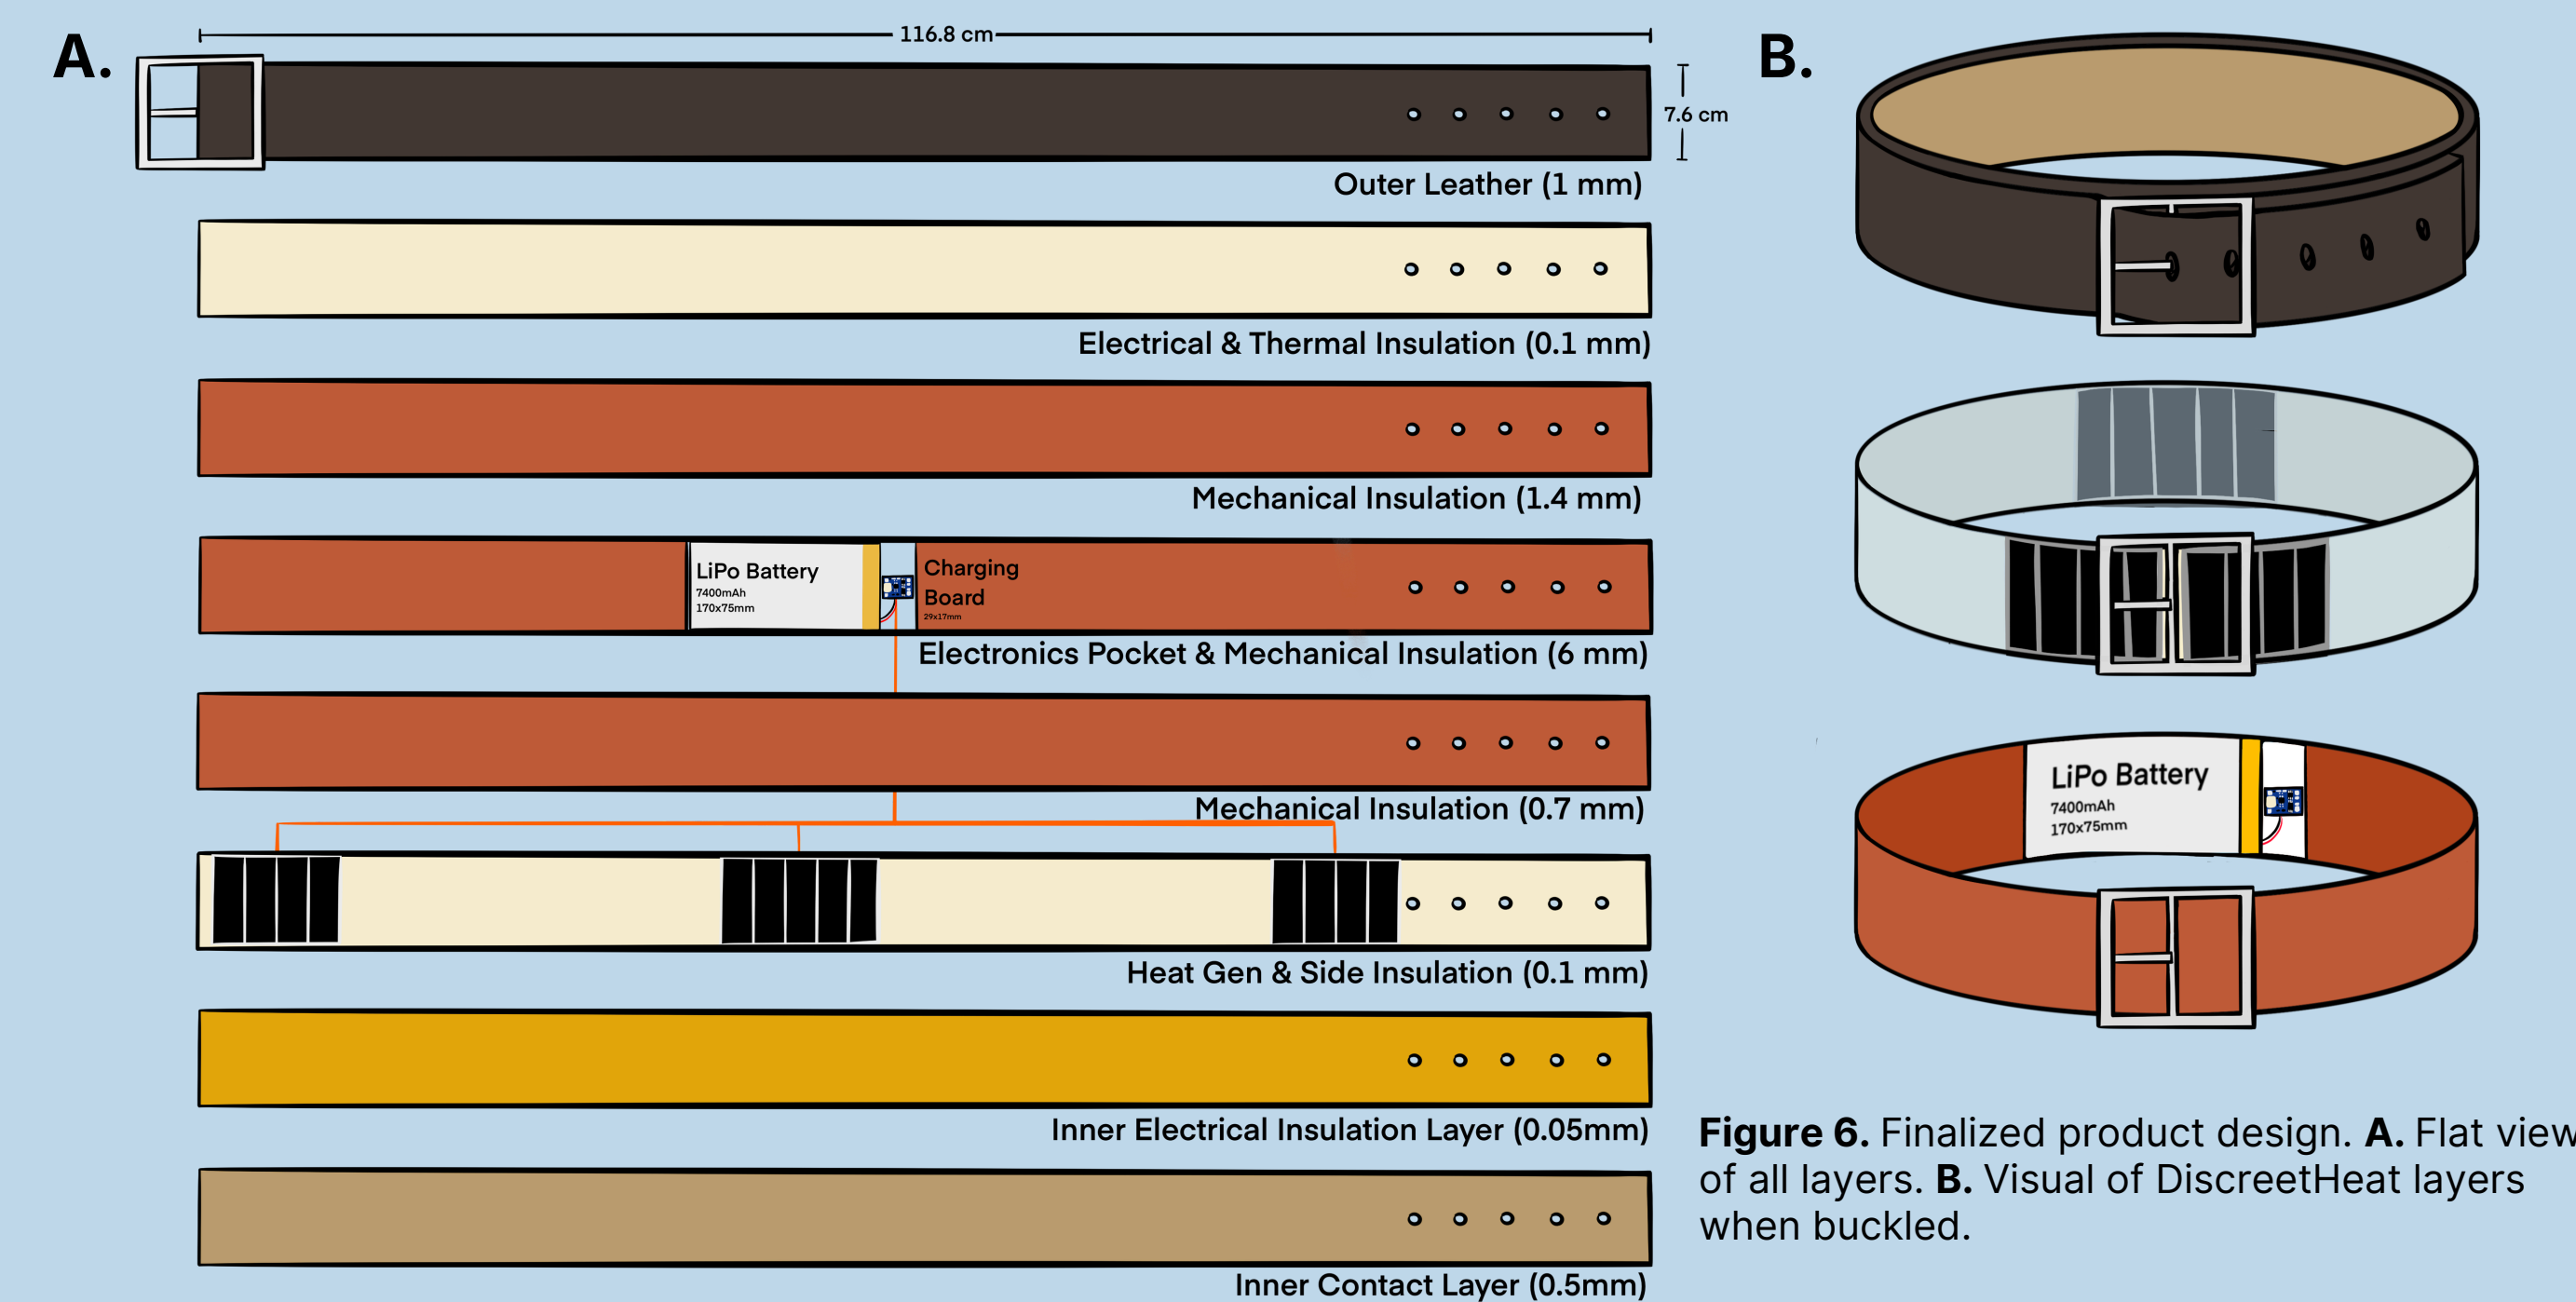 A.
116.8 cm
7.6 cm
Outer Leather (1 mm)
Electrical & Thermal Insulation (0.1 mm)
Mechanical Insulation (1.4 mm)
LiPo Battery
7400mAh
170x75mm
Charging
Board
29x17mm
Electronics Pocket & Mechanical Insulation (6 mm)
Mechanical Insulation (0.7 mm)
Heat Gen & Side Insulation (0.1 mm)
Inner Electrical Insulation Layer (0.05mm)
Inner Contact Layer (0.5mm)
B.
LiPo Battery
7400mAh
170x75mm
Figure 6. Finalized product design. A. Flat view
of all layers. B. Visual of DiscreetHeat layers
when buckled.